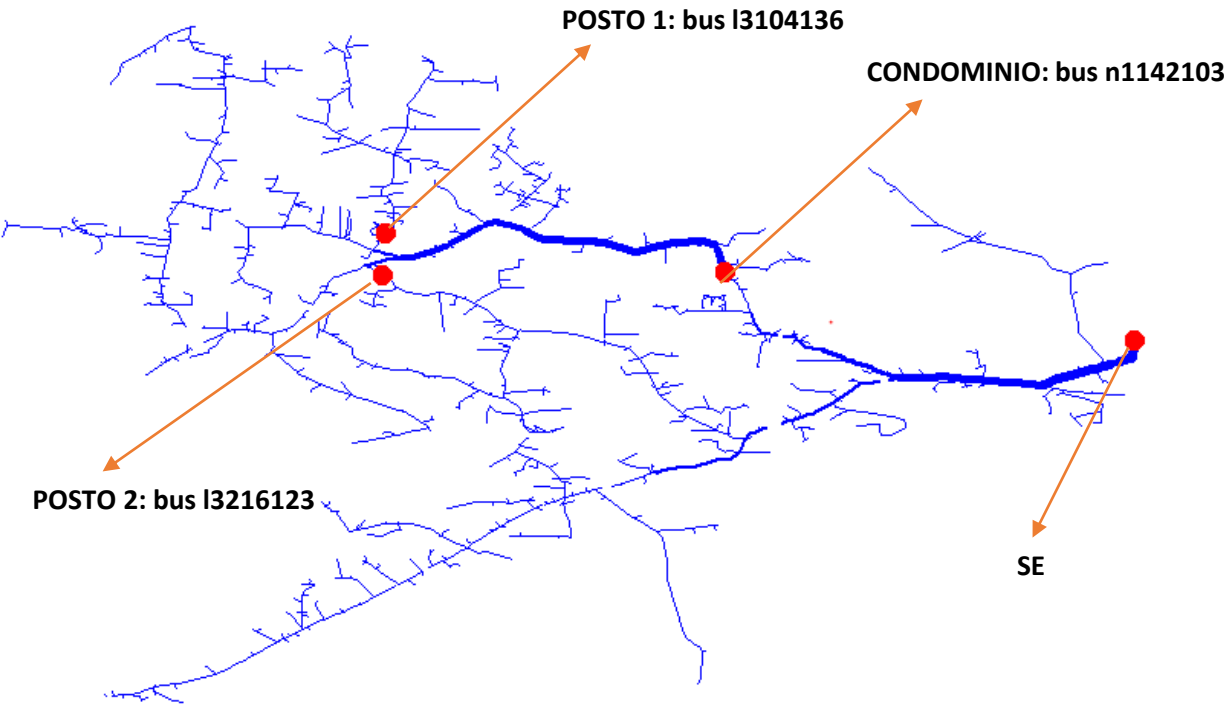 POSTO 1: bus l3104136
CONDOMINIO: bus n1142103
POSTO 2: bus l3216123
SE